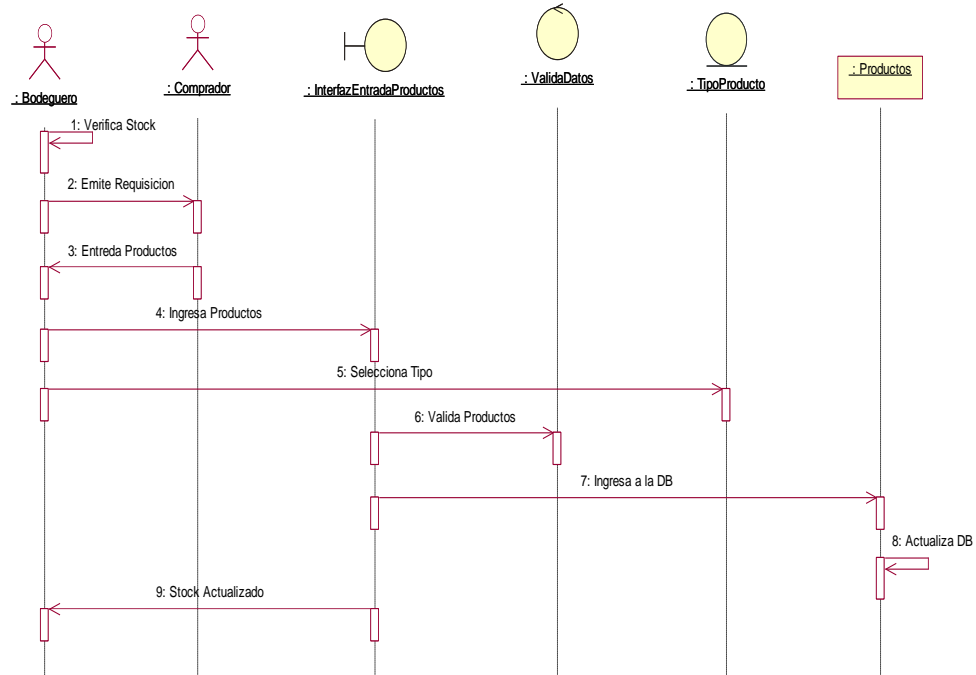 : Bodeguero
: Comprador
: InterfazEntradaProductos
: ValidaDatos
: TipoProducto
: Productos
1: Verifica Stock
2: Emite Requisicion
3: Entreda Productos
4: Ingresa Productos
5: Selecciona Tipo
6: Valida Productos
7: Ingresa a la DB
8: Actualiza DB
9: Stock Actualizado